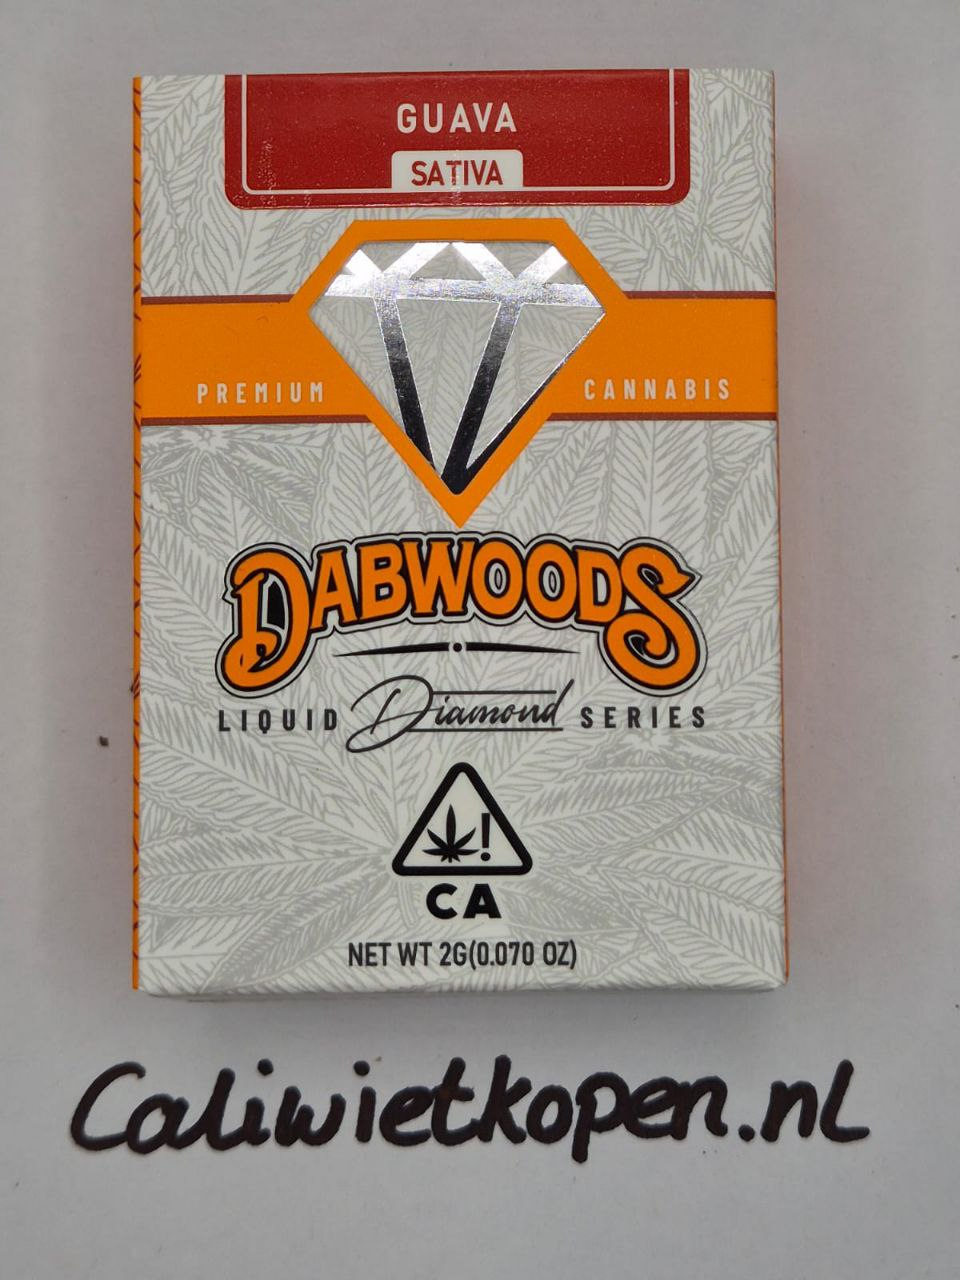 GUAVA
SATIVA
PREMIUM CANNABIS
DABWOODS
LIQUID Diamond SERIES
!
CA
NET WT 2G(0.070 OZ)
Caliwietkopen.nl